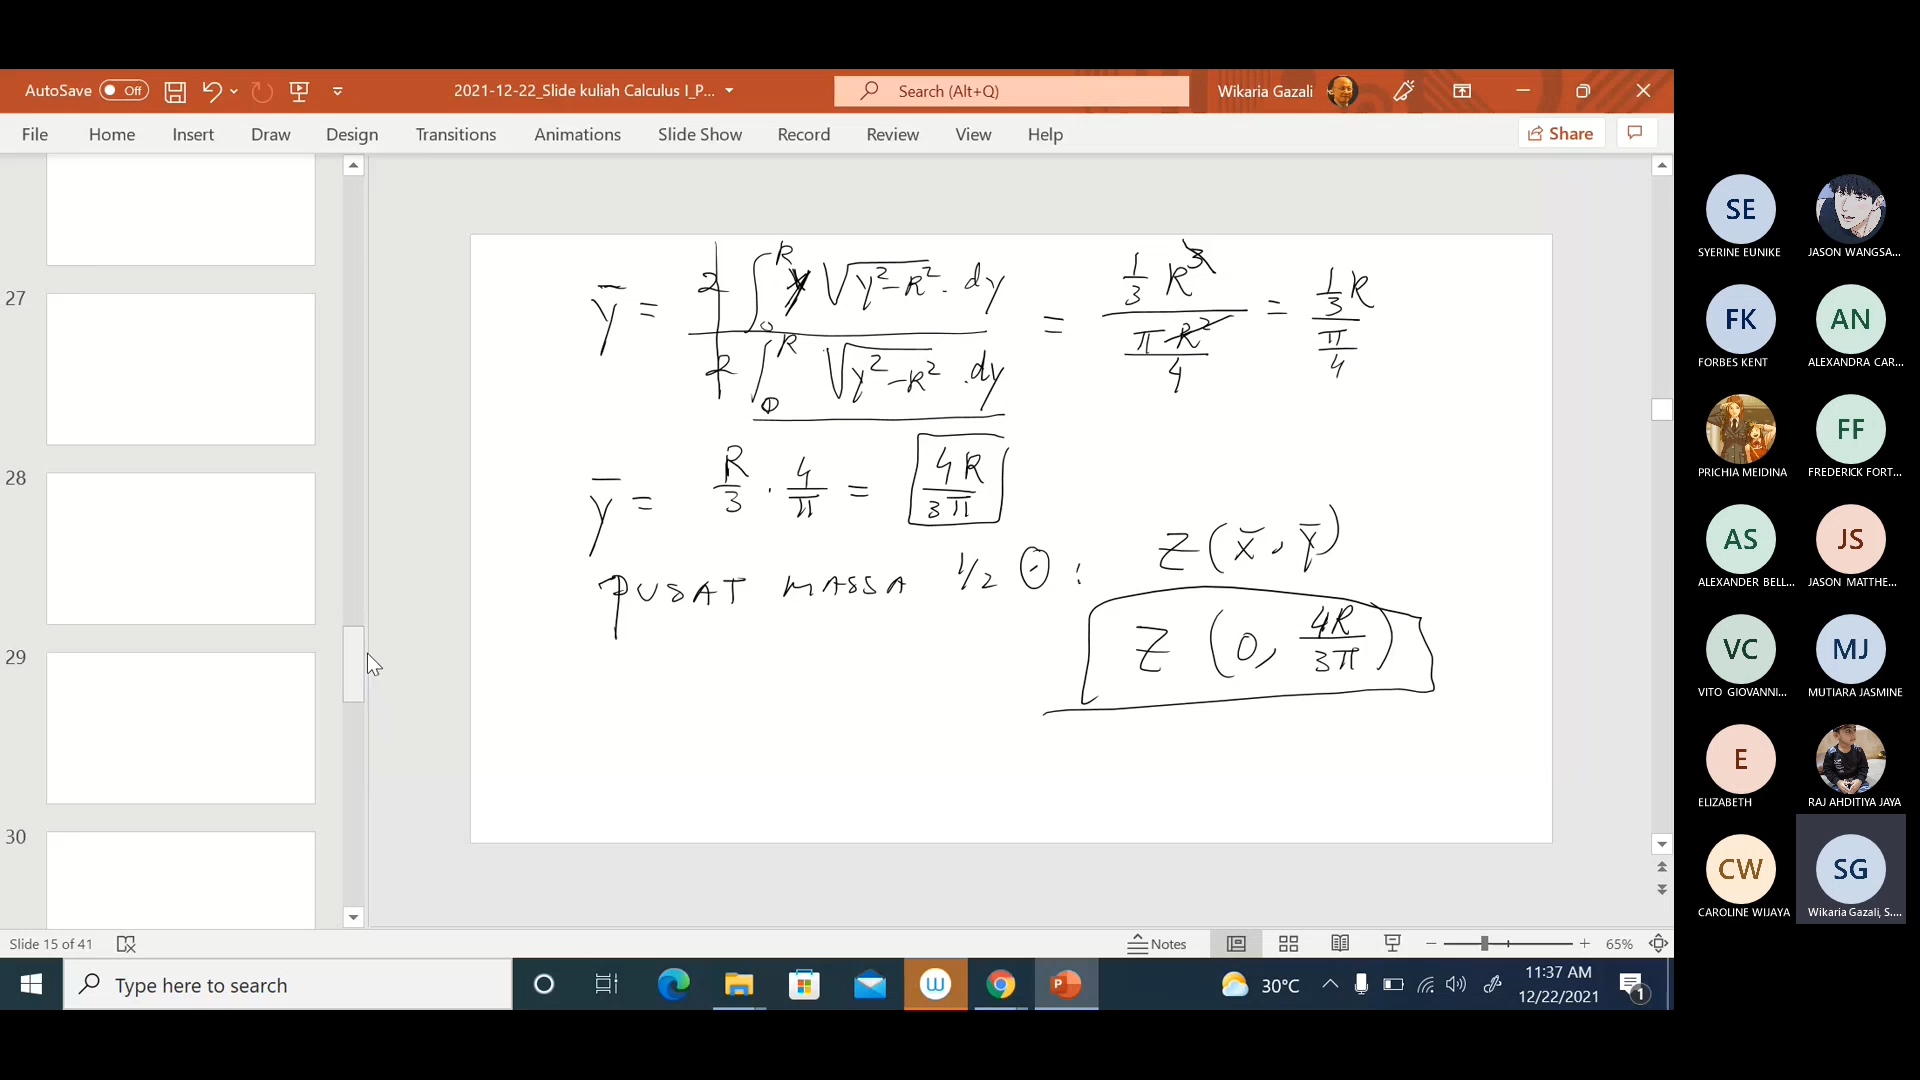 AutoSave Off
2021-12-22_Slide kuliah Calculus I_P...
Search (Alt+Q)
Wikaria Gazali
File Home Insert Draw Design Transitions Animations Slide Show Record Review View Help
Share
27
28
29
30
ȳ = 2 ∫₀ᴿ y √(y²−R²) . dy / 2 ∫₀ᴿ √(y²−R²) .dy = 1/3 R³ / (πR²/4) = 1/3 R / (π/4)
ȳ = R/3 · 4/π = 4R/3π
Z(x̄, ȳ)
PUSAT MASSA 1/2 ⊙ :
Z (0, 4R/3π)
SYERINE EUNIKE
JASON WANGSA...
SE
FK
AN
FORBES KENT
ALEXANDRA CAR...
FF
PRICHIA MEIDINA
FREDERICK FORT...
AS
JS
ALEXANDER BELL...
JASON MATTHE...
VC
MJ
VITO GIOVANNI...
MUTIARA JASMINE
E
ELIZABETH
RAJ AHDITIYA JAYA
CW
SG
CAROLINE WIJAYA
Wikaria Gazali, S....
Slide 15 of 41
Notes
65%
Type here to search
30°C
11:37 AM
12/22/2021
1